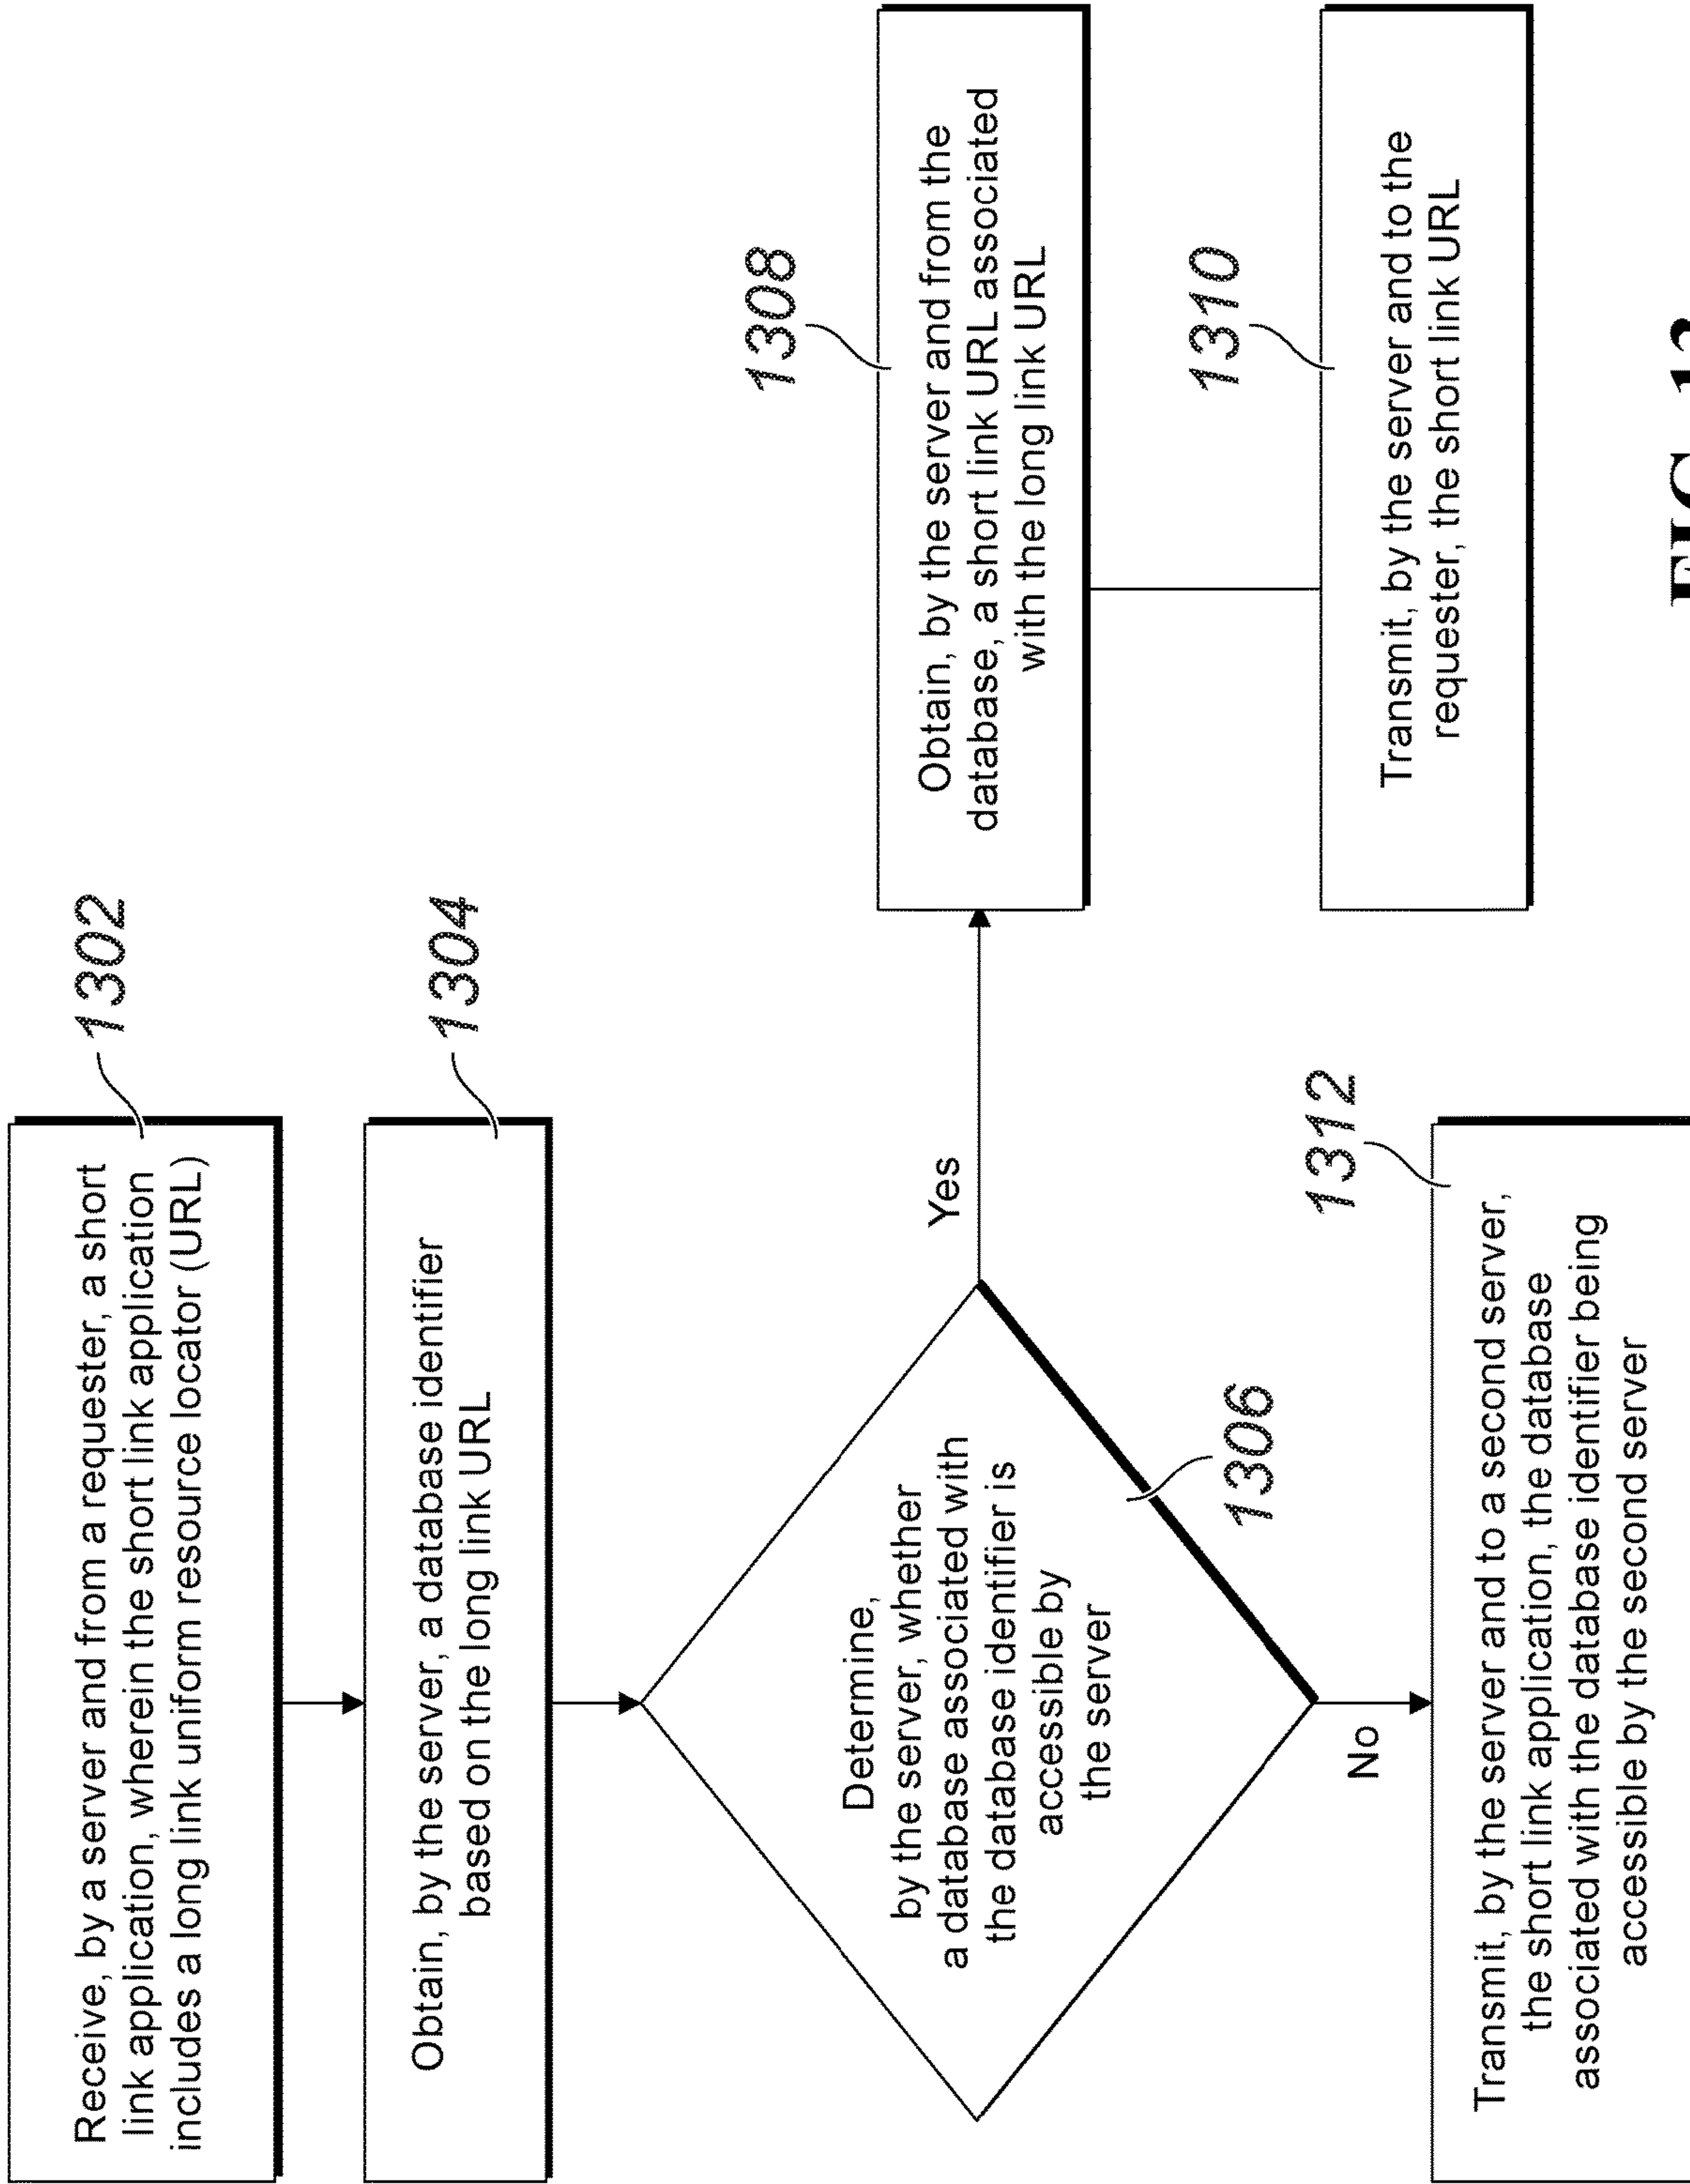 Receive, by a server and from a requester, a short
link application, wherein the short link application
includes a long link uniform resource locator (URL)
1302
Obtain, by the server, a database identifier
based on the long link URL
1304
Determine,
by the server, whether
a database associated with
the database identifier is
accessible by
the server
1306
Yes
Obtain, by the server and from the
database, a short link URL associated
with the long link URL
1308
Transmit, by the server and to the
requester, the short link URL
1310
No
Transmit, by the server and to a second server,
the short link application, the database
associated with the database identifier being
accessible by the second server
1312
FIG. 13